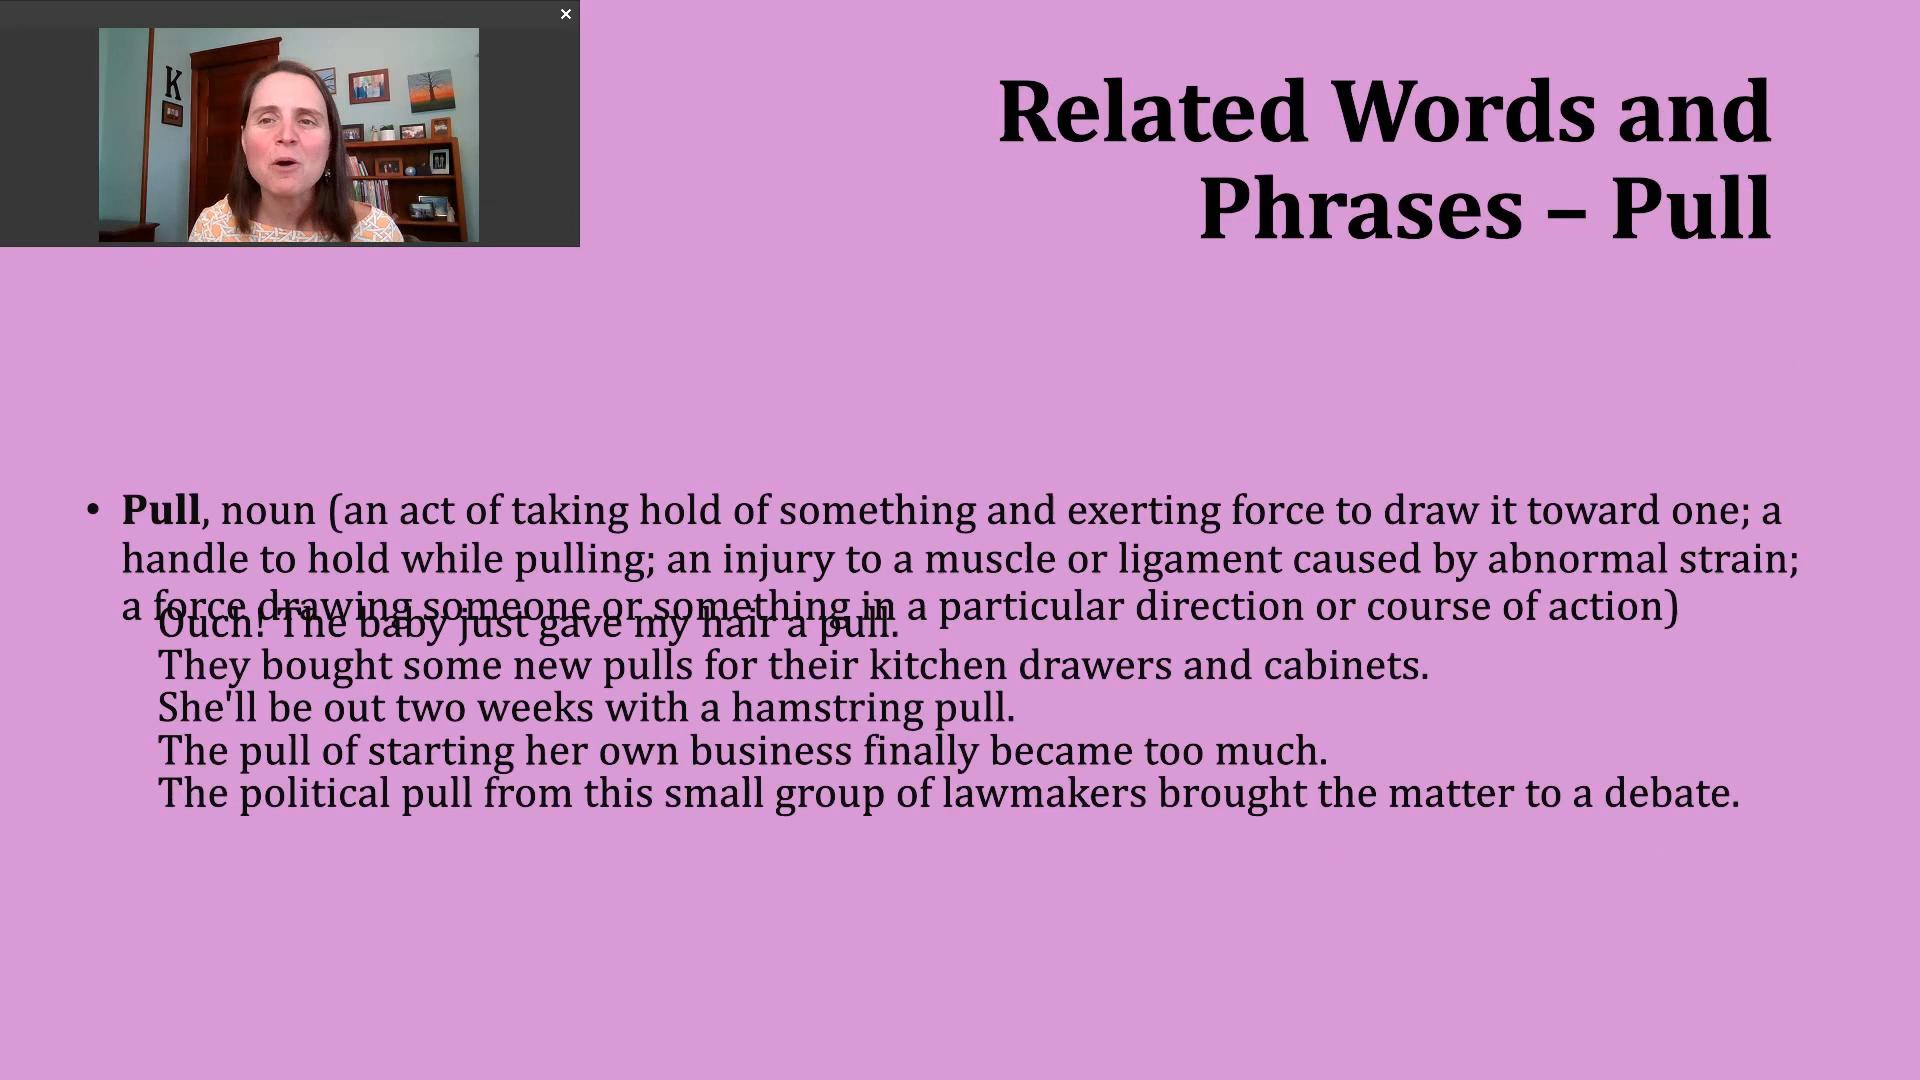 K
Related Words and
Phrases – Pull
• Pull, noun (an act of taking hold of something and exerting force to draw it toward one; a
handle to hold while pulling; an injury to a muscle or ligament caused by abnormal strain;
a force drawing someone or something in a particular direction or course of action)
Ouch! The baby just gave my hair a pull.
They bought some new pulls for their kitchen drawers and cabinets.
She'll be out two weeks with a hamstring pull.
The pull of starting her own business finally became too much.
The political pull from this small group of lawmakers brought the matter to a debate.